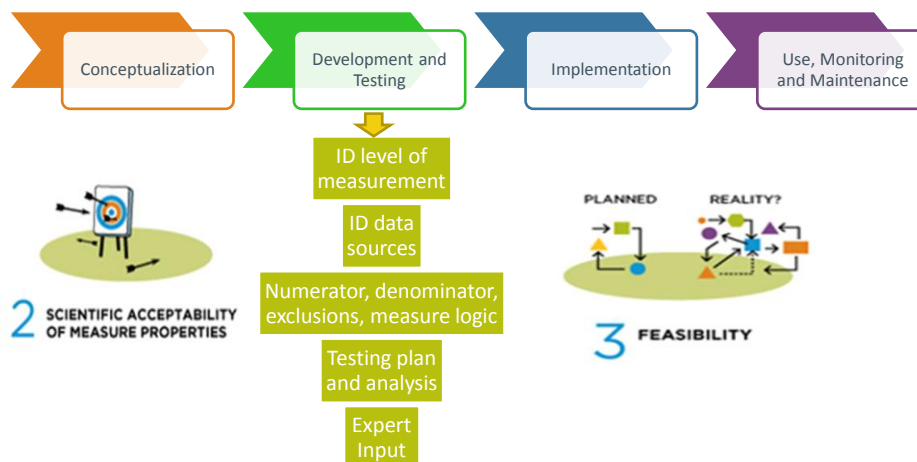 Conceptualization
Development and
Testing
Implementation
Use, Monitoring
and Maintenance
ID level of
measurement
ID data
sources
Numerator, denominator,
exclusions, measure logic
Testing plan
and analysis
Expert
Input
2 SCIENTIFIC ACCEPTABILITY
OF MEASURE PROPERTIES
PLANNED
REALITY?
3 FEASIBILITY